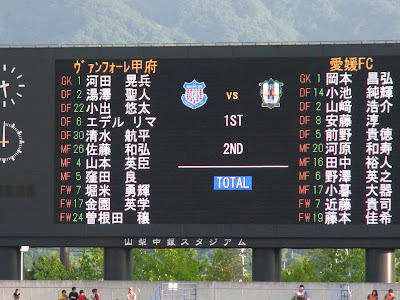 ヴァンフォーレ甲府 愛媛FC
GK 1 河田 晃兵 GK 1 岡本 昌弘
DF 2 湯澤 聖人 VS DF 14 小池 純輝
DF 22 小出 悠太 DF 2 山﨑 浩介
DF 6 エデル リマ 1ST DF 8 安藤 淳
DF 30 清水 航平 DF 5 前野 貴徳
MF 26 佐藤 和弘 2ND MF 20 河原 和寿
MF 4 山本 英臣 MF 16 田中 裕人
MF 5 窪田 良 MF 6 野澤 英之
FW 7 堀米 勇輝 TOTAL MF 17 小暮 大器
FW 17 金園 英学 FW 7 近藤 貴司
FW 24 曽根田 穣 FW 19 藤本 佳希
山梨中銀スタジアム